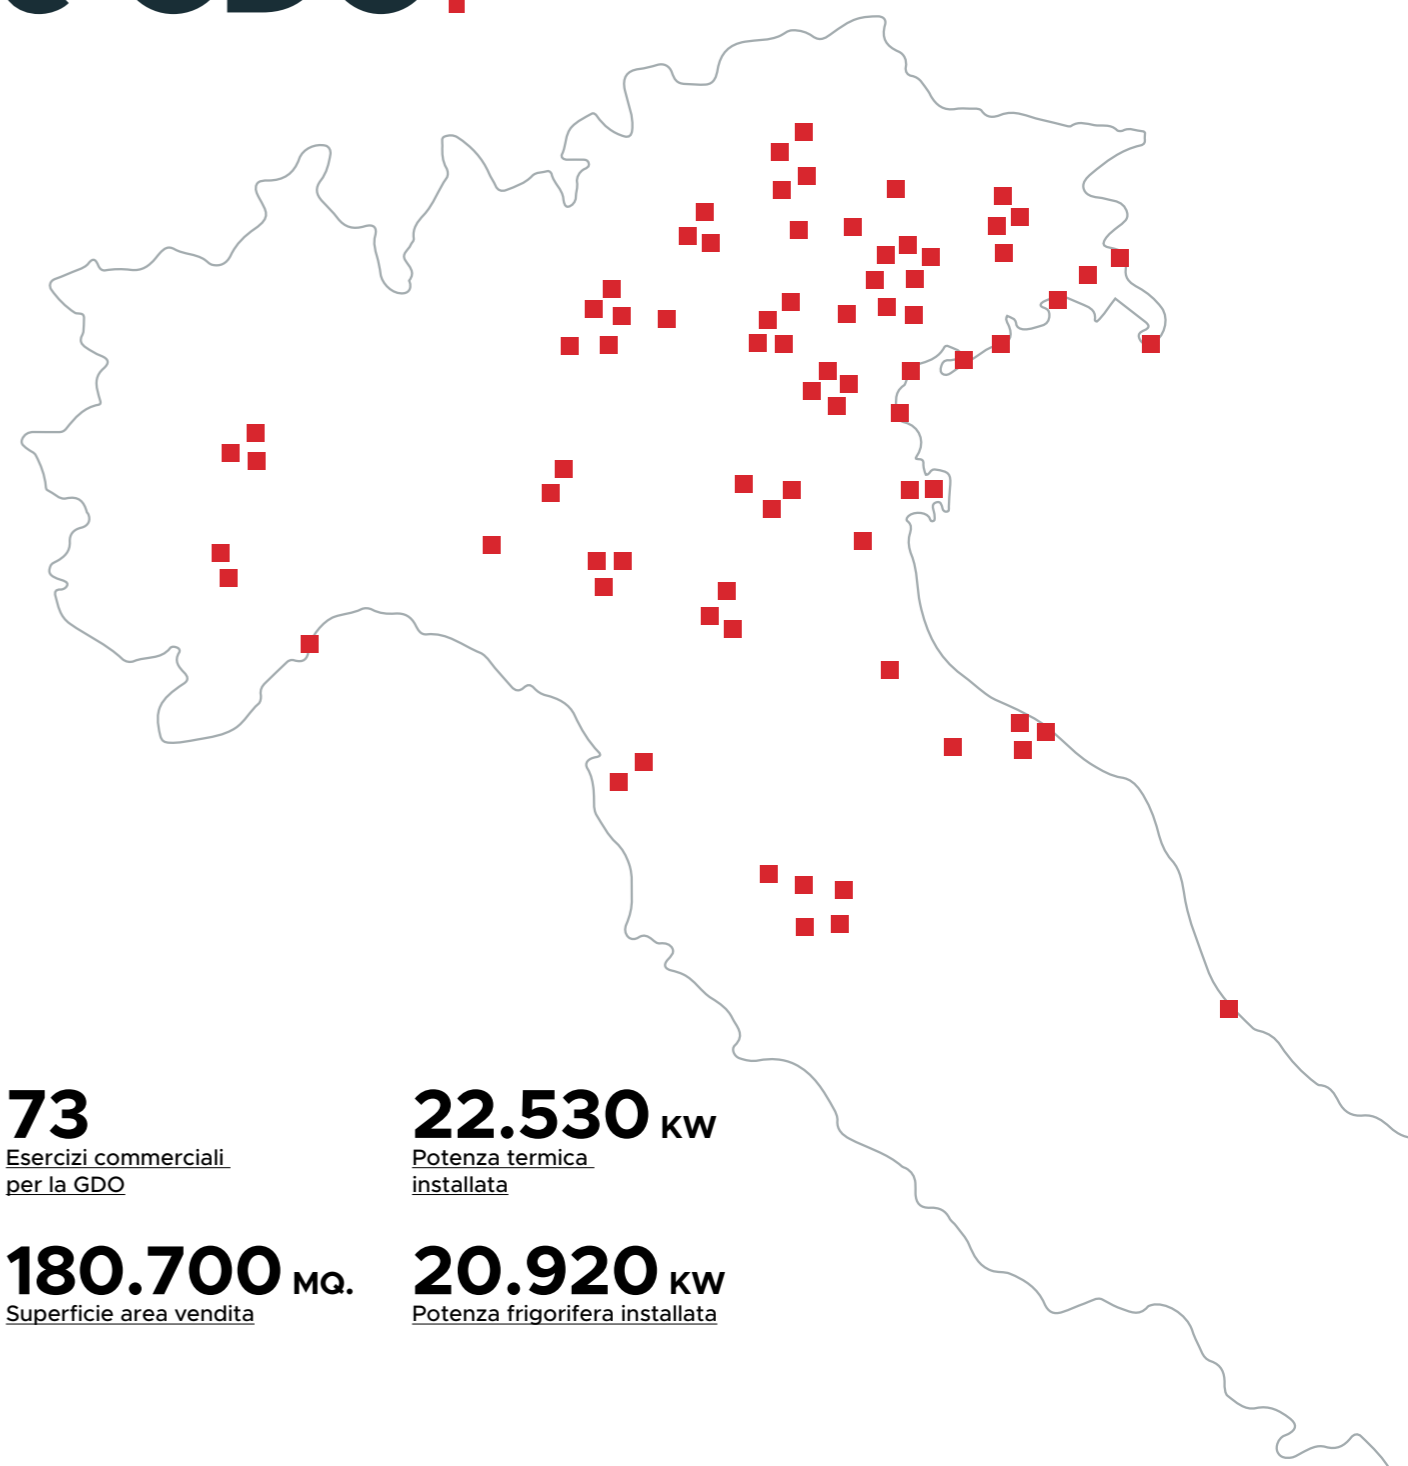 GDO.
73
Esercizi commerciali
per la GDO
22.530 KW
Potenza termica
installata
180.700 MQ.
Superficie area vendita
20.920 KW
Potenza frigorifera installata